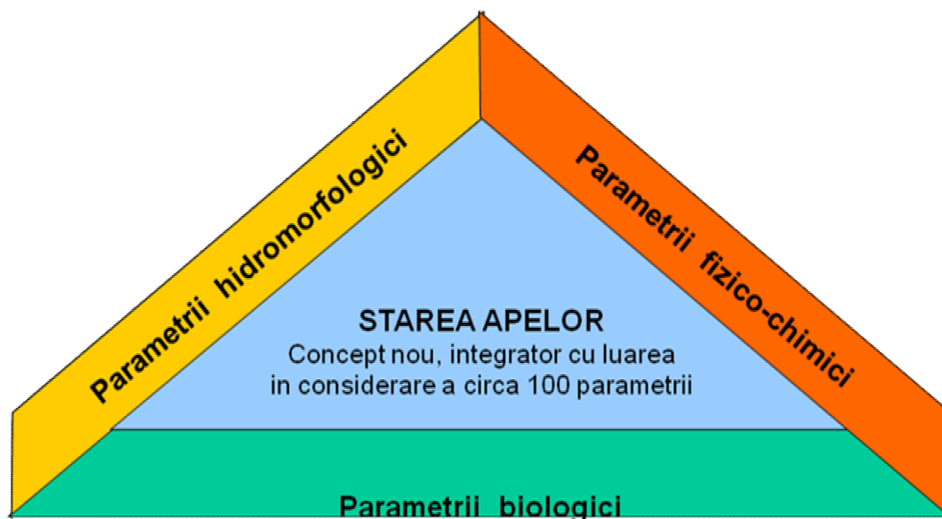 Parametrii hidromorfologici
Parametrii fizico-chimici
STAREA APELOR
Concept nou, integrator cu luarea
in considerare a circa 100 parametrii
Parametrii biologici